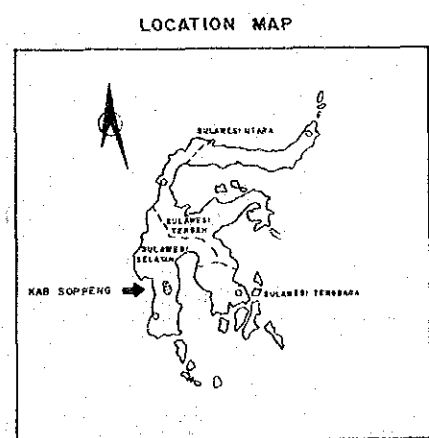 LOCATION MAP
SULAWESI UTARA
SULAWESI
TENGAH
SULAWESI
SELATAN
KAB SOPPENG
SULAWESI TENGGARA